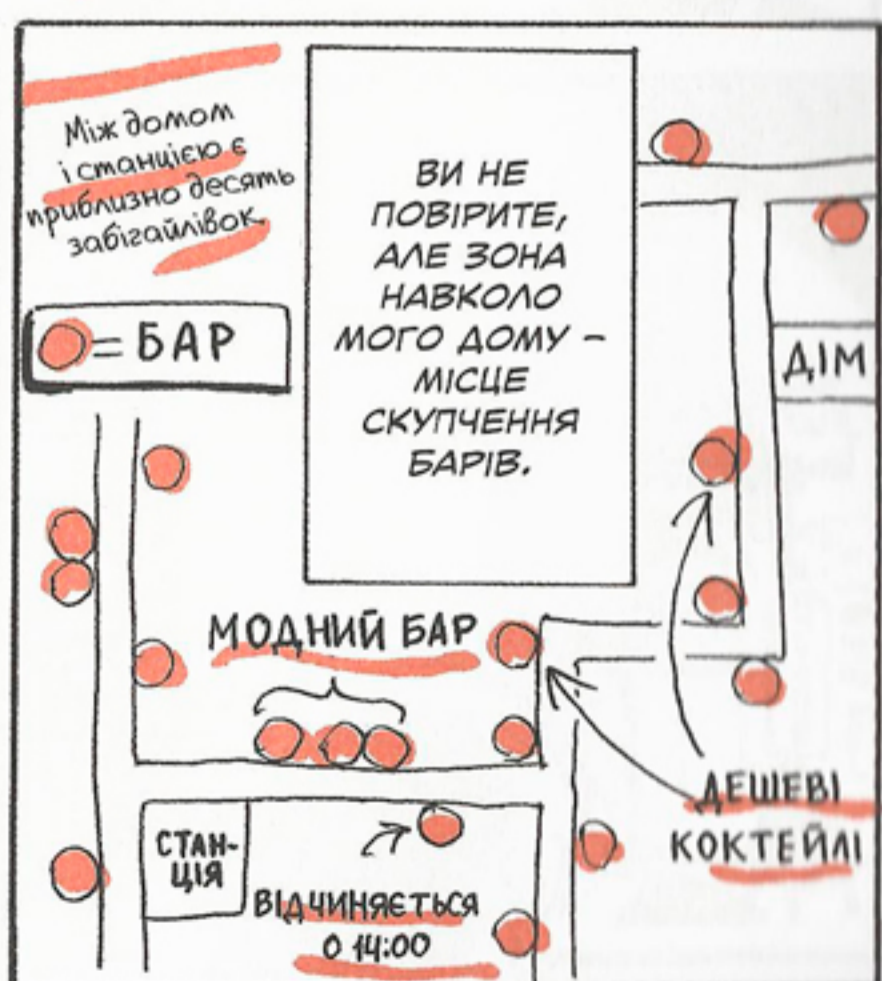 Між домом
і станцією є
приблизно десять
забігайлівок.
= БАР
ВИ НЕ
ПОВІРИТЕ,
АЛЕ ЗОНА
НАВКОЛО
МОГО ДОМУ –
МІСЦЕ
СКУПЧЕННЯ
БАРІВ.
ДІМ
МОДНИЙ БАР
ДЕШЕВІ
КОКТЕЙЛІ
СТАН-
ЦІЯ
ВІДЧИНЯЄТЬСЯ
О 14:00